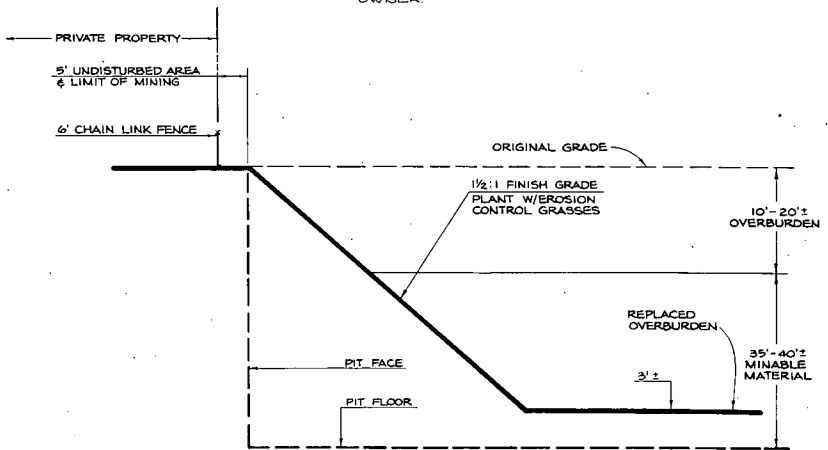 PRIVATE PROPERTY
5' UNDISTURBED AREA
& LIMIT OF MINING
6' CHAIN LINK FENCE
ORIGINAL GRADE
1½:1 FINISH GRADE
PLANT W/EROSION
CONTROL GRASSES
10'-20'±
OVERBURDEN
REPLACED
OVERBURDEN
35'-40'±
MINABLE
MATERIAL
3'±
PIT FACE
PIT FLOOR